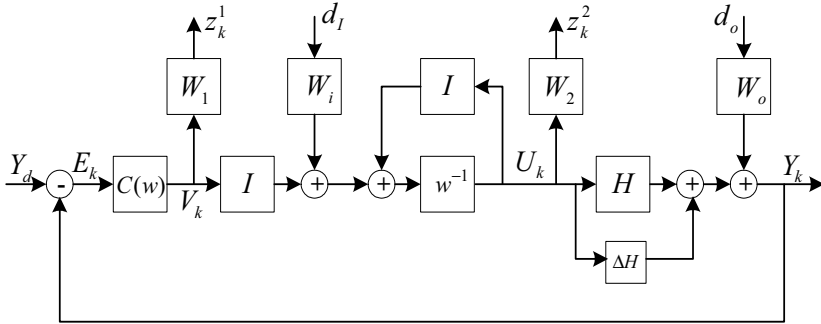 z_k^1
d_I
z_k^2
d_o
W_1
W_i
I
W_2
W_o
Y_d
-
E_k
C(w)
V_k
I
+
+
w^{-1}
U_k
H
+
+
Y_k
ΔH